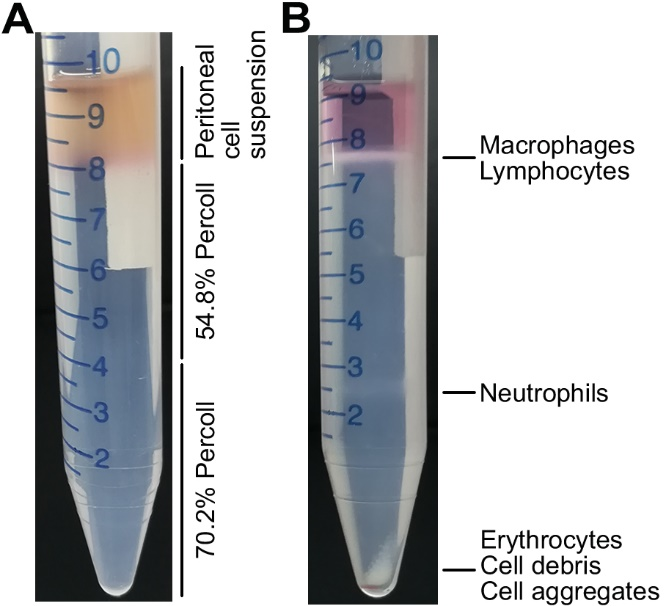 A
10
9
8
7
6
5
4
3
2
Peritoneal
cell
suspension
54.8% Percoll
70.2% Percoll
B
10
9
8
7
6
5
4
3
2
Macrophages
Lymphocytes
Neutrophils
Erythrocytes
Cell debris
Cell aggregates